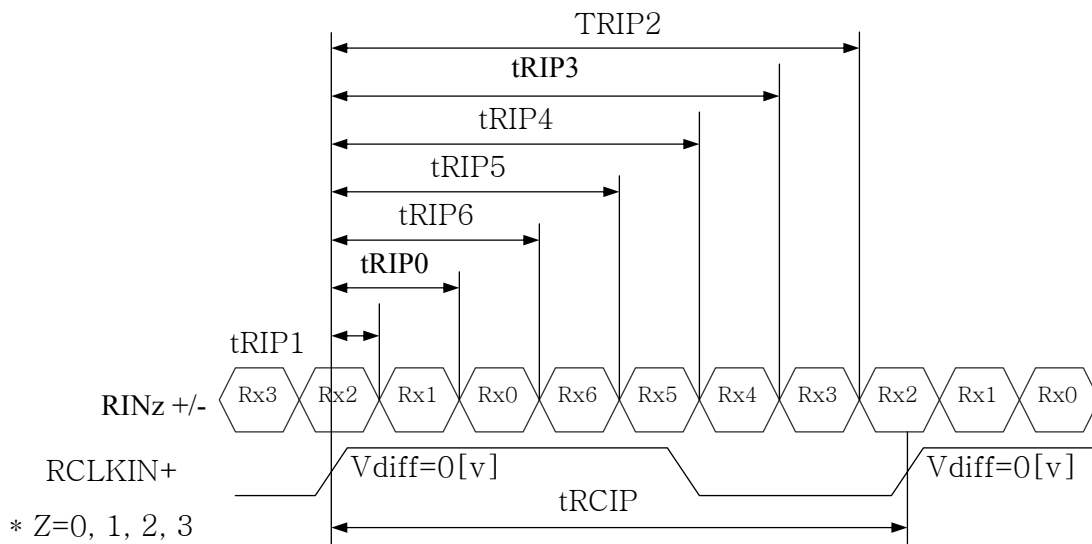 TRIP2
tRIP3
tRIP4
tRIP5
tRIP6
tRIP0
tRIP1
RINz +/- Rx3 Rx2 Rx1 Rx0 Rx6 Rx5 Rx4 Rx3 Rx2 Rx1 Rx0
RCLKIN+ Vdiff=0[v] Vdiff=0[v]
tRCIP
* Z=0, 1, 2, 3